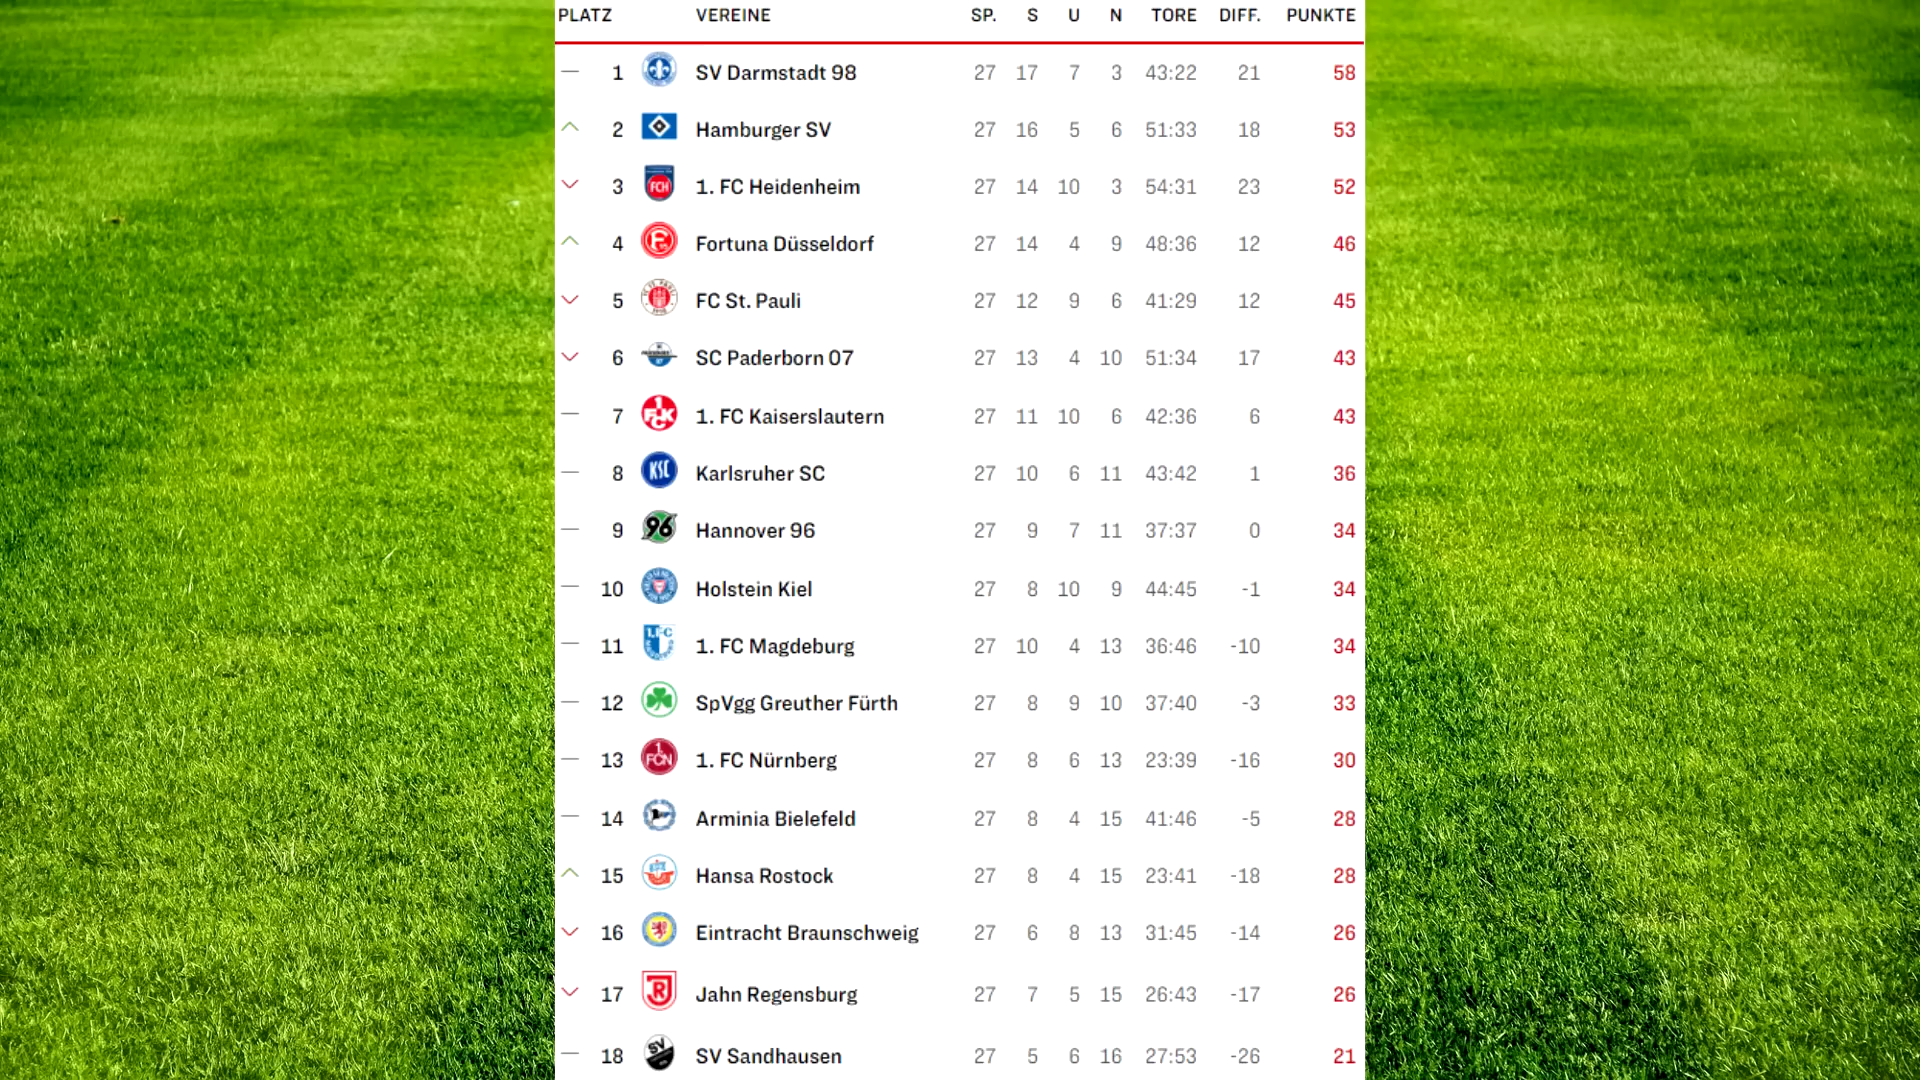 PLATZ VEREINE SP. S U N TORE DIFF. PUNKTE
1 SV Darmstadt 98 27 17 7 3 43:22 21 58
2 Hamburger SV 27 16 5 6 51:33 18 53
3 FCH 1. FC Heidenheim 27 14 10 3 54:31 23 52
4 Fortuna Düsseldorf 27 14 4 9 48:36 12 46
5 FC St. Pauli 27 12 9 6 41:29 12 45
6 SC Paderborn 07 27 13 4 10 51:34 17 43
7 1 FCK 1. FC Kaiserslautern 27 11 10 6 42:36 6 43
8 KSC Karlsruher SC 27 10 6 11 43:42 1 36
9 96 Hannover 96 27 9 7 11 37:37 0 34
10 Holstein Kiel 27 8 10 9 44:45 -1 34
11 1.FC 1. FC Magdeburg 27 10 4 13 36:46 -10 34
12 SpVgg Greuther Fürth 27 8 9 10 37:40 -3 33
13 1. FCN 1. FC Nürnberg 27 8 6 13 23:39 -16 30
14 Arminia Bielefeld 27 8 4 15 41:46 -5 28
15 Hansa Rostock 27 8 4 15 23:41 -18 28
16 Eintracht Braunschweig 27 6 8 13 31:45 -14 26
17 Jahn Regensburg 27 7 5 15 26:43 -17 26
18 SV SV Sandhausen 27 5 6 16 27:53 -26 21